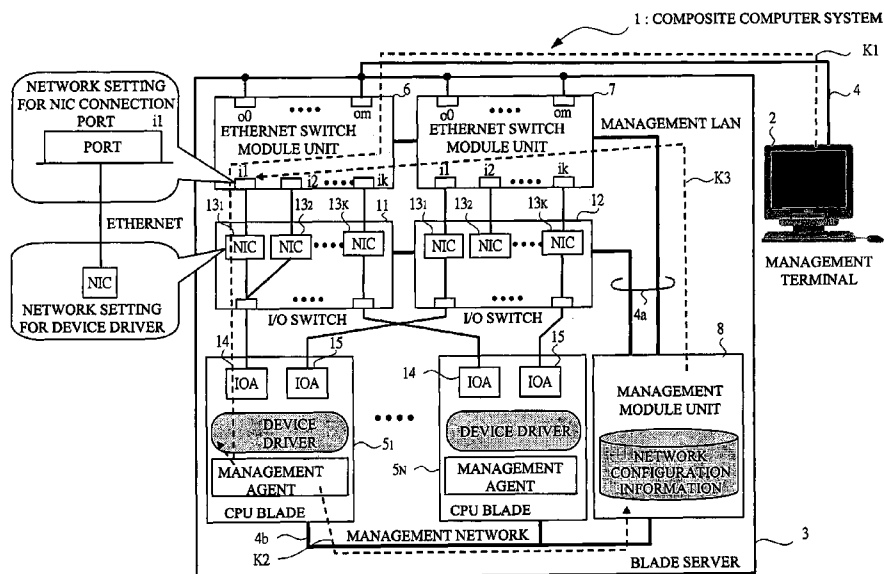 1 : COMPOSITE COMPUTER SYSTEM
K1
4
2
NETWORK SETTING
FOR NIC CONNECTION
PORT
i1
PORT
ETHERNET
NIC
NETWORK SETTING
FOR DEVICE DRIVER
6
o0
om
ETHERNET SWITCH
MODULE UNIT
i1
i2
ik
7
o0
om
ETHERNET SWITCH
MODULE UNIT
i1
i2
ik
MANAGEMENT LAN
K3
MANAGEMENT
TERMINAL
131
132
13K
11
NIC
NIC
NIC
I/O SWITCH
131
132
13K
12
NIC
NIC
NIC
I/O SWITCH
4a
14
15
IOA
IOA
DEVICE
DRIVER
51
MANAGEMENT
AGENT
CPU BLADE
14
15
IOA
IOA
DEVICE DRIVER
5N
MANAGEMENT
AGENT
CPU BLADE
8
MANAGEMENT
MODULE UNIT
NETWORK
CONFIGURATION
INFORMATION
4b
MANAGEMENT NETWORK
K2
BLADE SERVER
3